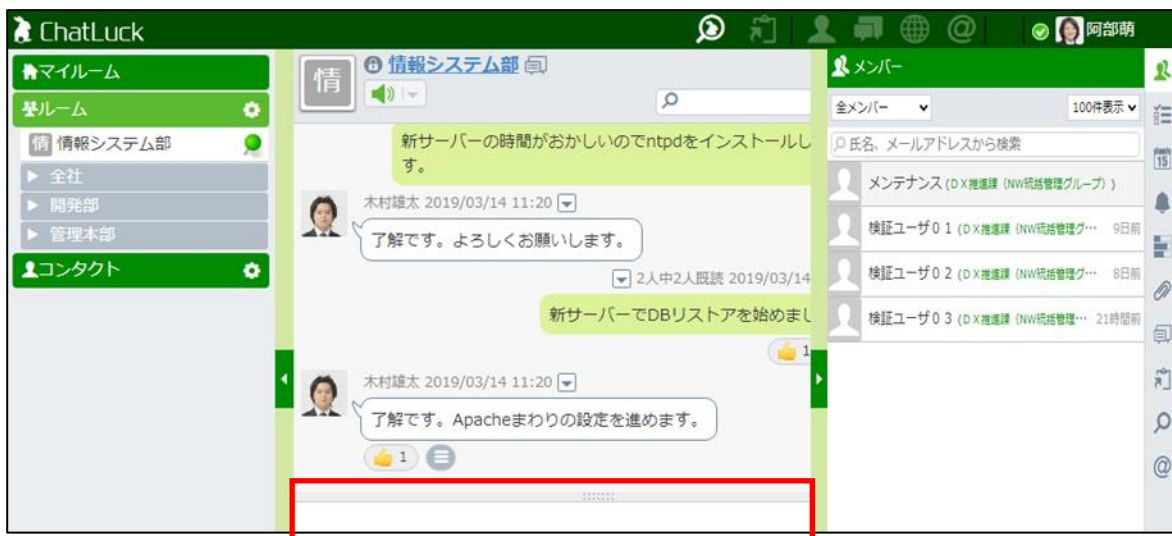 ChatLuck
阿部萌
マイルーム
ルーム
情 情報システム部
全社
開発部
管理本部
コンタクト
情
情報システム部
新サーバーの時間がおかしいのでntpdをインストールし
す。
木村雄太 2019/03/14 11:20
了解です。よろしくお願いします。
2人中2人既読 2019/03/14
新サーバーでDBリストアを始めまし
1
木村雄太 2019/03/14 11:20
了解です。Apacheまわりの設定を進めます。
1
メンバー
全メンバー 100件表示
氏名、メールアドレスから検索
メンテナンス (DX推進課 (NW統括管理グループ) )
検証ユーザ01 (DX推進課 (NW統括管理グ… 9日前
検証ユーザ02 (DX推進課 (NW統括管理グ… 8日前
検証ユーザ03 (DX推進課 (NW統括管理… 21時間前
15